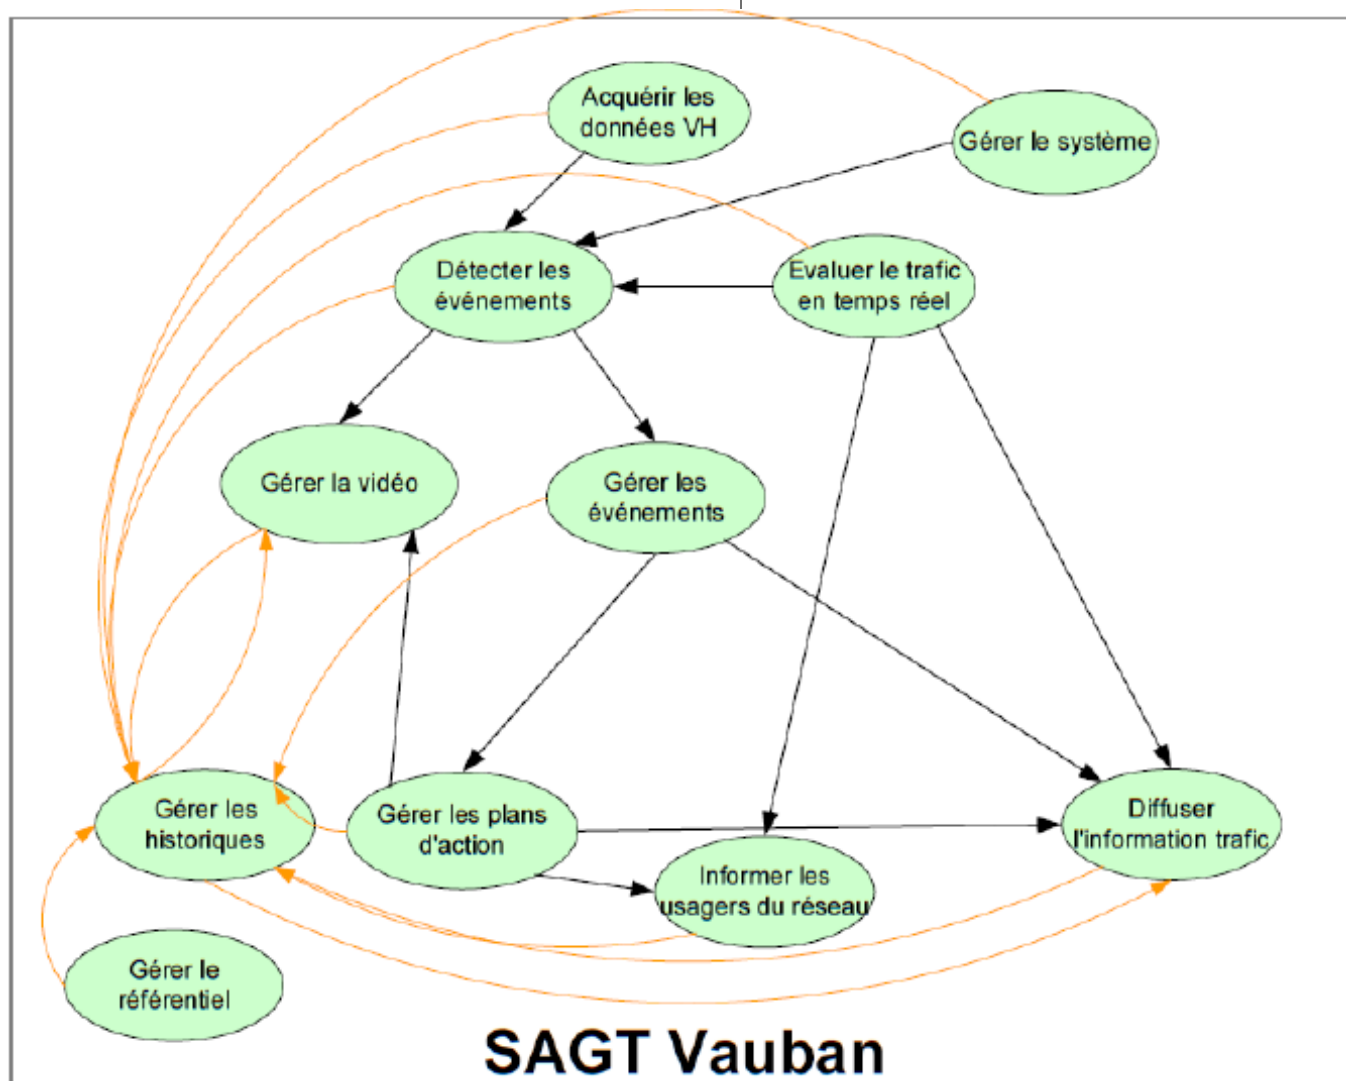 Acquérir les
données VH
Gérer le système
Détecter les
événements
Evaluer le trafic
en temps réel
Gérer la vidéo
Gérer les
événements
Gérer les
historiques
Gérer les plans
d'action
Diffuser
l'information trafic
Informer les
usagers du réseau
Gérer le
référentiel
SAGT Vauban